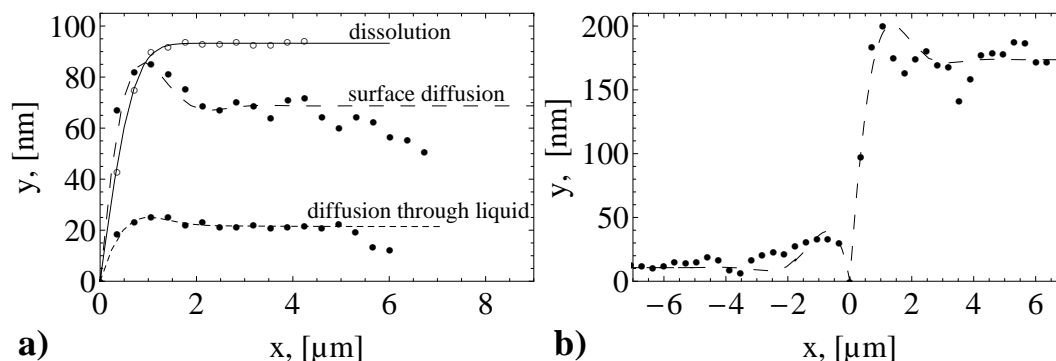 100
80
60
40
20
0
y, [nm]
dissolution
surface diffusion
diffusion through liquid
0 2 4 6 8
x, [µm]
a)
200
150
100
50
0
y, [nm]
−6 −4 −2 0 2 4 6
x, [µm]
b)